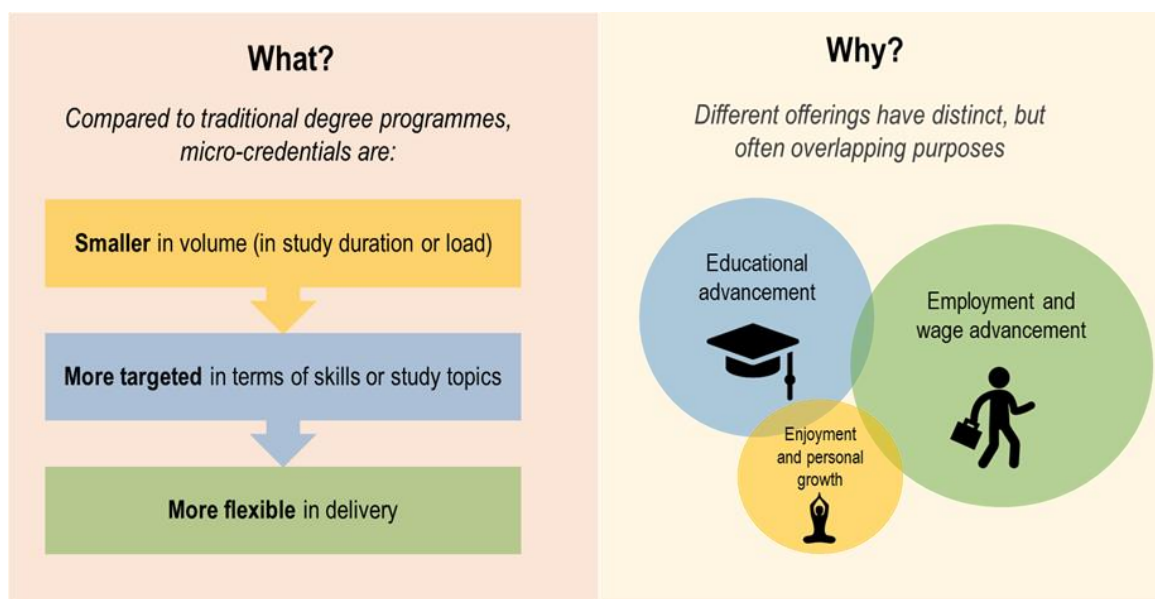 What?
Compared to traditional degree programmes,
micro-credentials are:
Smaller in volume (in study duration or load)
More targeted in terms of skills or study topics
More flexible in delivery
Why?
Different offerings have distinct, but
often overlapping purposes
Educational
advancement
Employment and
wage advancement
Enjoyment
and personal
growth